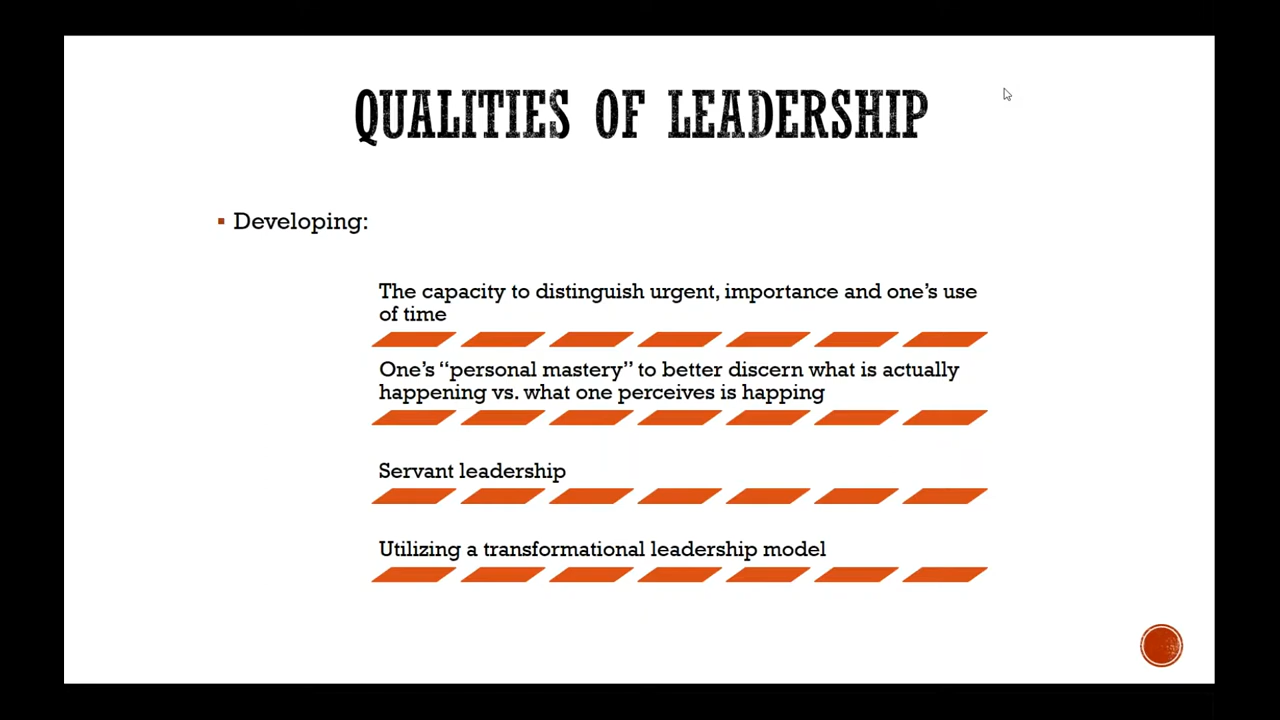 QUALITIES OF LEADERSHIP
Developing:
The capacity to distinguish urgent, importance and one's use
of time
One's “personal mastery” to better discern what is actually
happening vs. what one perceives is happing
Servant leadership
Utilizing a transformational leadership model